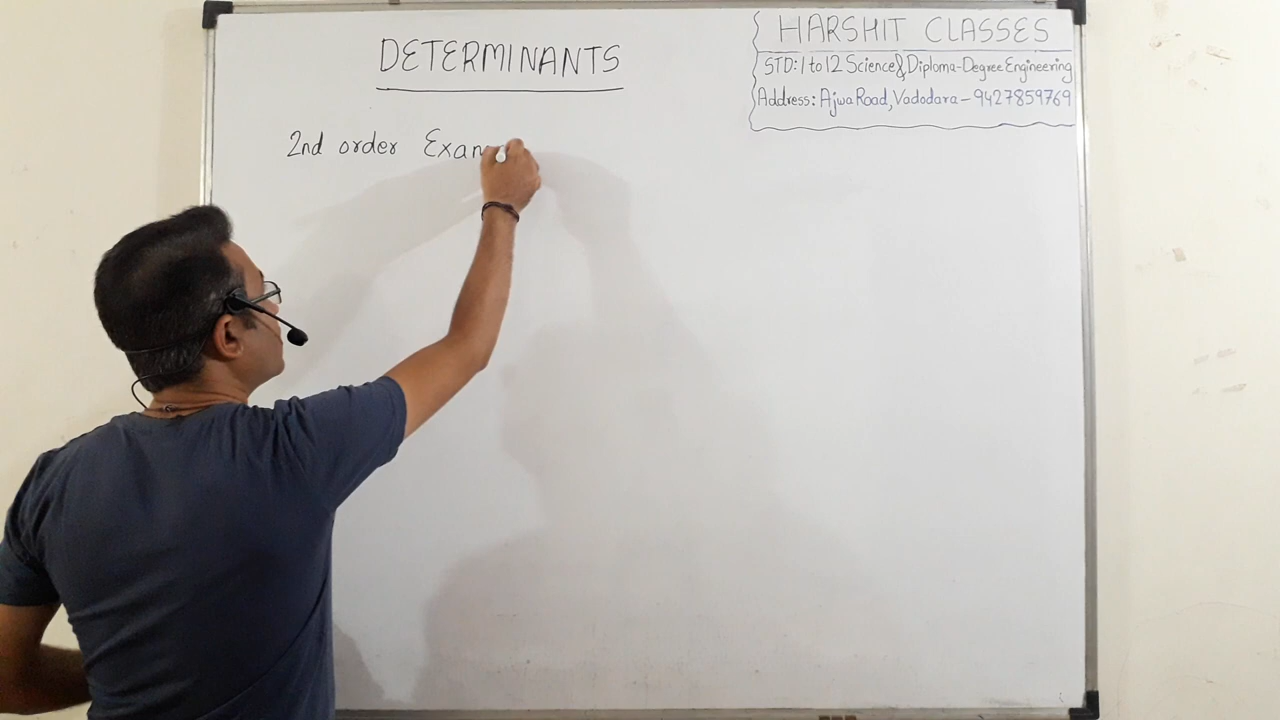 DETERMINANTS
HARSHIT CLASSES
STD: 1 to 12 Science & Diploma-Degree Engineering
Address: Ajwa Road, Vadodara - 9427859769
2nd order Exam